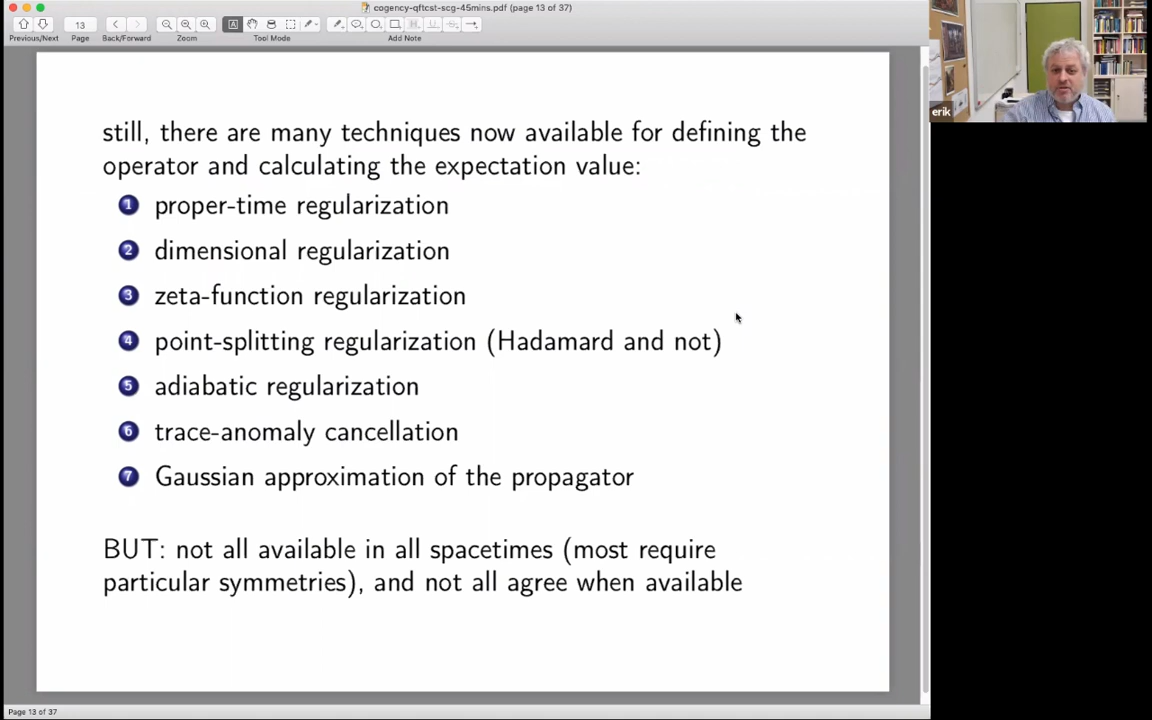 cogency-qftcst-scg-45mins.pdf (page 13 of 37)
13
Previous/Next Page Back/Forward Zoom Tool Mode Add Note
erik
still, there are many techniques now available for defining the
operator and calculating the expectation value:
1 proper-time regularization
2 dimensional regularization
3 zeta-function regularization
4 point-splitting regularization (Hadamard and not)
5 adiabatic regularization
6 trace-anomaly cancellation
7 Gaussian approximation of the propagator
BUT: not all available in all spacetimes (most require
particular symmetries), and not all agree when available
Page 13 of 37